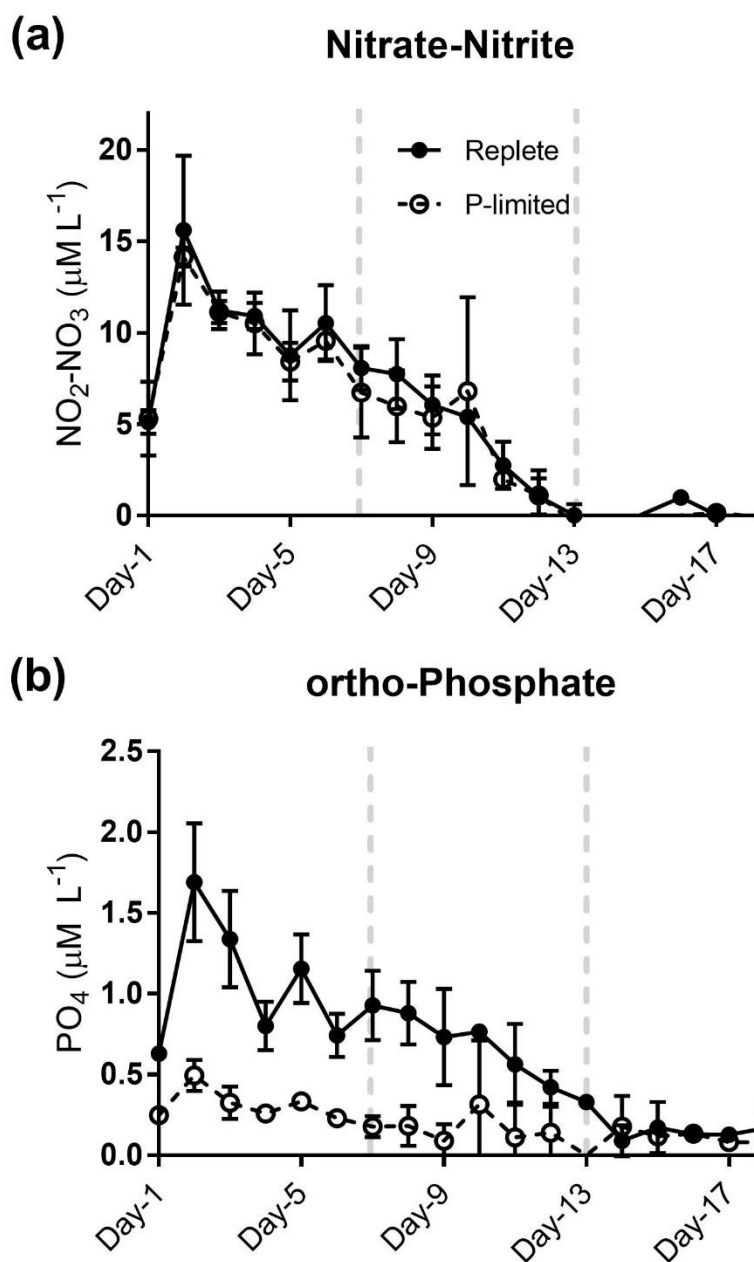 (a)
Nitrate-Nitrite
NO₂-NO₃ (μM L⁻¹)
20
15
10
5
0
Replete
P-limited
Day-1
Day-5
Day-9
Day-13
Day-17
(b)
ortho-Phosphate
PO₄ (μM L⁻¹)
2.5
2.0
1.5
1.0
0.5
0.0
Day-1
Day-5
Day-9
Day-13
Day-17